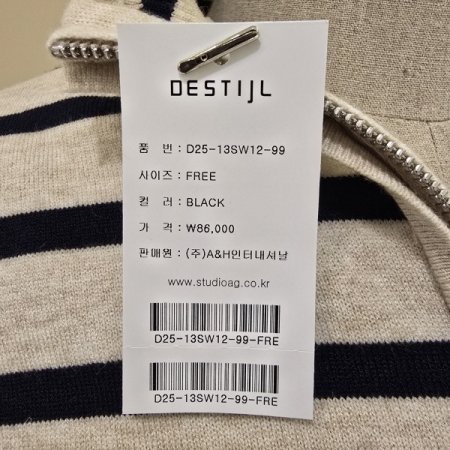 DESTIJL
품 번 : D25-13SW12-99
사이즈 : FREE
컬 러 : BLACK
가 격 : ₩86,000
판매원 : (주)A&H인터내셔날
www.studioag.co.kr
D25-13SW12-99-FRE
D25-13SW12-99-FRE